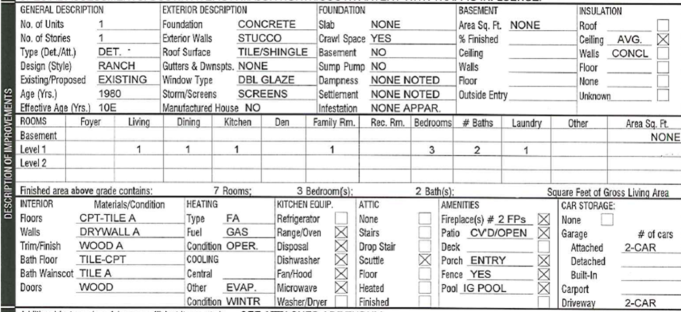 GENERAL DESCRIPTION EXTERIOR DESCRIPTION FOUNDATION BASEMENT INSULATION
No. of Units 1 Foundation CONCRETE Slab NONE Area Sq. Ft. NONE Roof
No. of Stories 1 Exterior Walls STUCCO Crawl Space YES % Finished Ceiling AVG.
Type (Det./Att.) DET. Roof Surface TILE/SHINGLE Basement NO Ceiling Walls CONCL
Design (Style) RANCH Gutters & Dwnspts. NONE Sump Pump NO Walls Floor
Existing/Proposed EXISTING Window Type DBL GLAZE Dampness NONE NOTED Floor None
Age (Yrs.) 1980 Storm/Screens SCREENS Settlement NONE NOTED Outside Entry Unknown
Effective Age (Yrs.) 10E Manufactured House NO Infestation NONE APPAR.
DESCRIPTION OF IMPROVEMENTS
ROOMS Foyer Living Dining Kitchen Den Family Rm. Rec. Rm. Bedrooms # Baths Laundry Other Area Sq. Ft.
Basement NONE
Level 1 1 1 1 1 3 2 1
Level 2
Finished area above grade contains: 7 Rooms; 3 Bedroom(s); 2 Bath(s); Square Feet of Gross Living Area
INTERIOR Materials/Condition HEATING KITCHEN EQUIP. ATTIC AMENITIES CAR STORAGE:
Floors CPT-TILE A Type FA Refrigerator None Fireplace(s) # 2 FPs None
Walls DRYWALL A Fuel GAS Range/Oven Stairs Patio CV'D/OPEN Garage # of cars
Trim/Finish WOOD A Condition OPER. Disposal Drop Stair Deck Attached 2-CAR
Bath Floor TILE-CPT COOLING Dishwasher Scuttle Porch ENTRY Detached
Bath Wainscot TILE A Central Fan/Hood Floor Fence YES Built-In
Doors WOOD Other EVAP. Microwave Heated Pool IG POOL Carport
Condition WINTR Washer/Dryer Finished Driveway 2-CAR